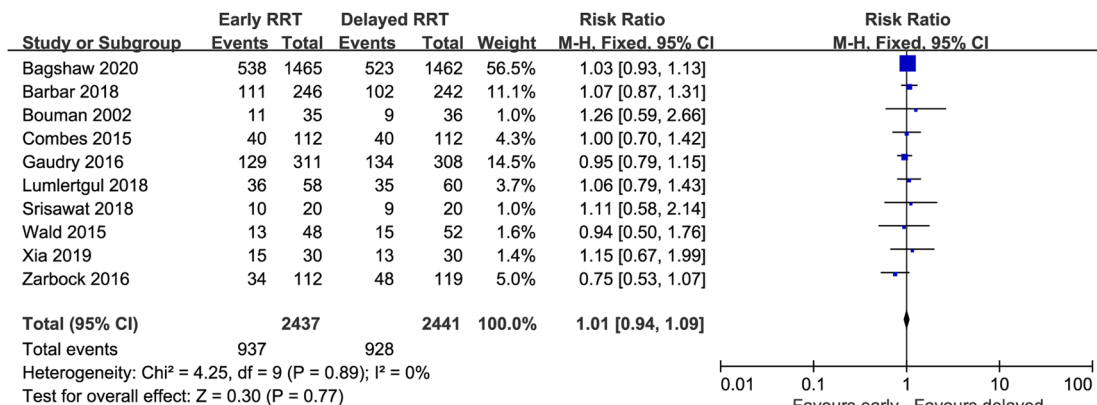 Early RRT Delayed RRT Risk Ratio Risk Ratio
Study or Subgroup Events Total Events Total Weight M-H, Fixed, 95% CI M-H, Fixed, 95% CI
Bagshaw 2020 538 1465 523 1462 56.5% 1.03 [0.93, 1.13]
Barbar 2018 111 246 102 242 11.1% 1.07 [0.87, 1.31]
Bouman 2002 11 35 9 36 1.0% 1.26 [0.59, 2.66]
Combes 2015 40 112 40 112 4.3% 1.00 [0.70, 1.42]
Gaudry 2016 129 311 134 308 14.5% 0.95 [0.79, 1.15]
Lumlertgul 2018 36 58 35 60 3.7% 1.06 [0.79, 1.43]
Srisawat 2018 10 20 9 20 1.0% 1.11 [0.58, 2.14]
Wald 2015 13 48 15 52 1.6% 0.94 [0.50, 1.76]
Xia 2019 15 30 13 30 1.4% 1.15 [0.67, 1.99]
Zarbock 2016 34 112 48 119 5.0% 0.75 [0.53, 1.07]
Total (95% CI) 2437 2441 100.0% 1.01 [0.94, 1.09]
Total events 937 928
Heterogeneity: Chi² = 4.25, df = 9 (P = 0.89); I² = 0%
Test for overall effect: Z = 0.30 (P = 0.77)
0.01 0.1 1 10 100
Favours early Favours delayed